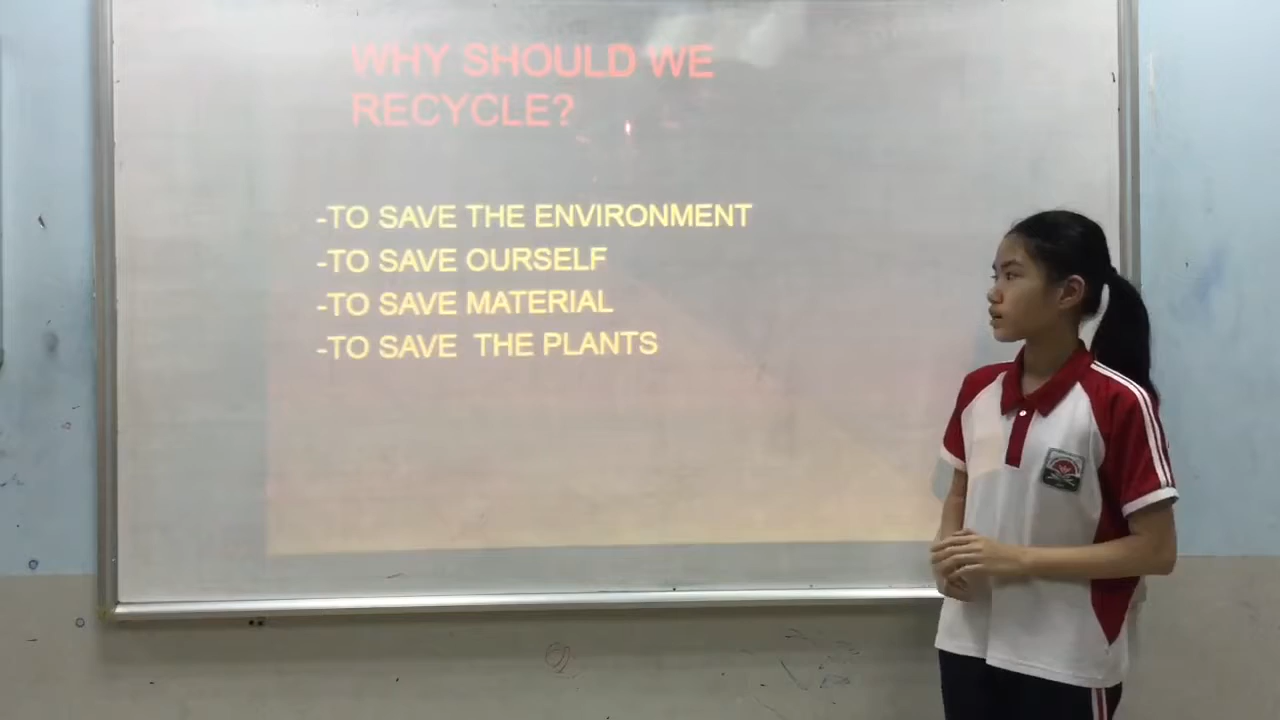 WHY SHOULD WE
RECYCLE?
-TO SAVE THE ENVIRONMENT
-TO SAVE OURSELF
-TO SAVE MATERIAL
-TO SAVE THE PLANTS